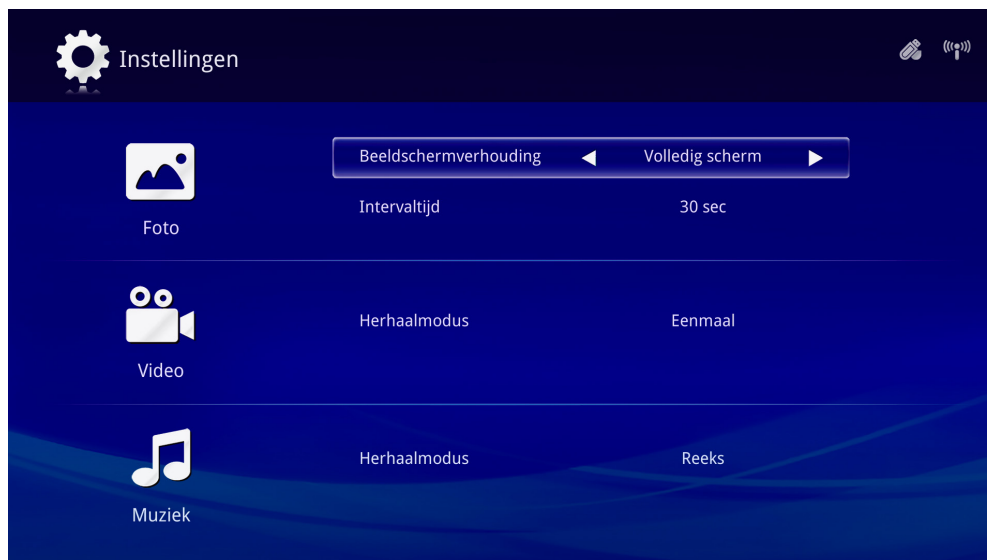 Instellingen
Beeldschermverhouding Volledig scherm
Intervaltijd 30 sec
Foto
Herhaalmodus Eenmaal
Video
Herhaalmodus Reeks
Muziek